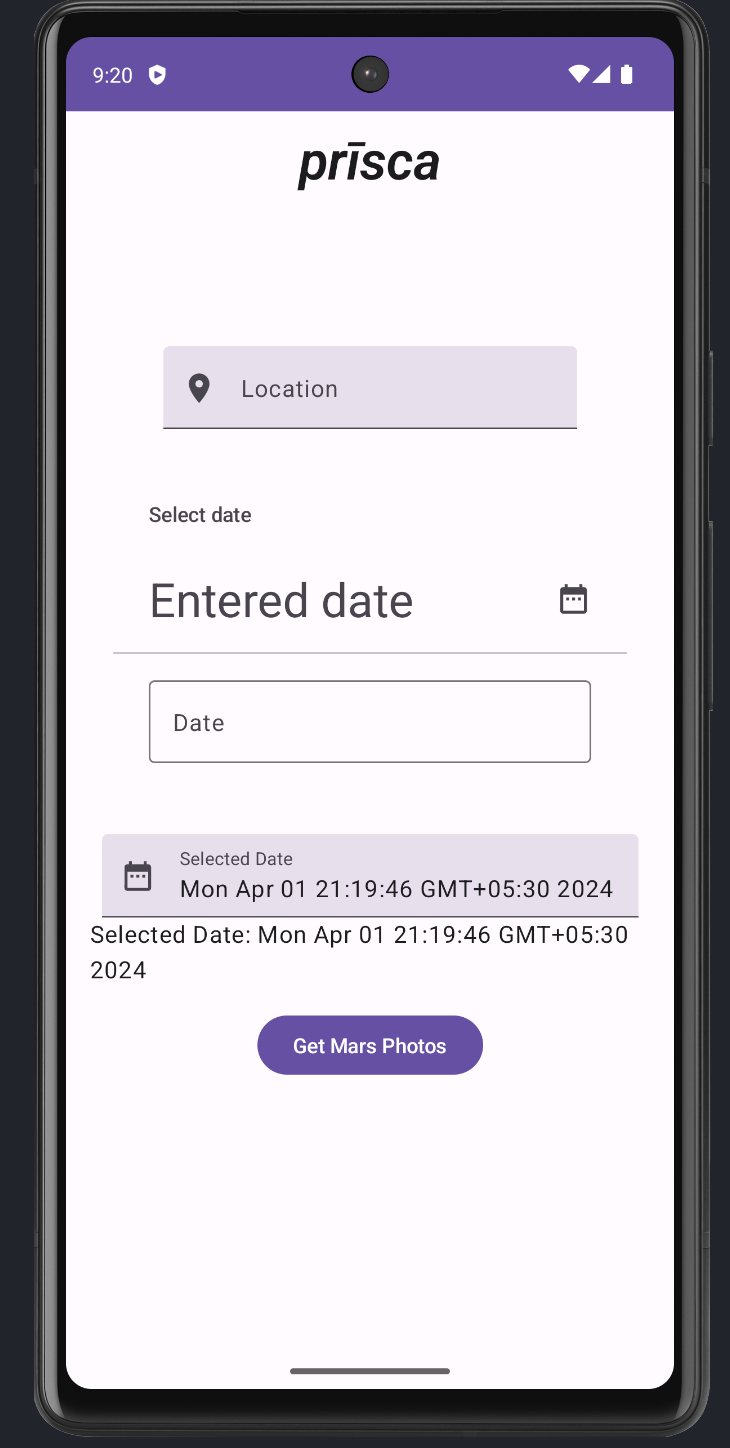 9:20
prīsca
Location
Select date
Entered date
Date
Selected Date
Mon Apr 01 21:19:46 GMT+05:30 2024
Selected Date: Mon Apr 01 21:19:46 GMT+05:30
2024
Get Mars Photos